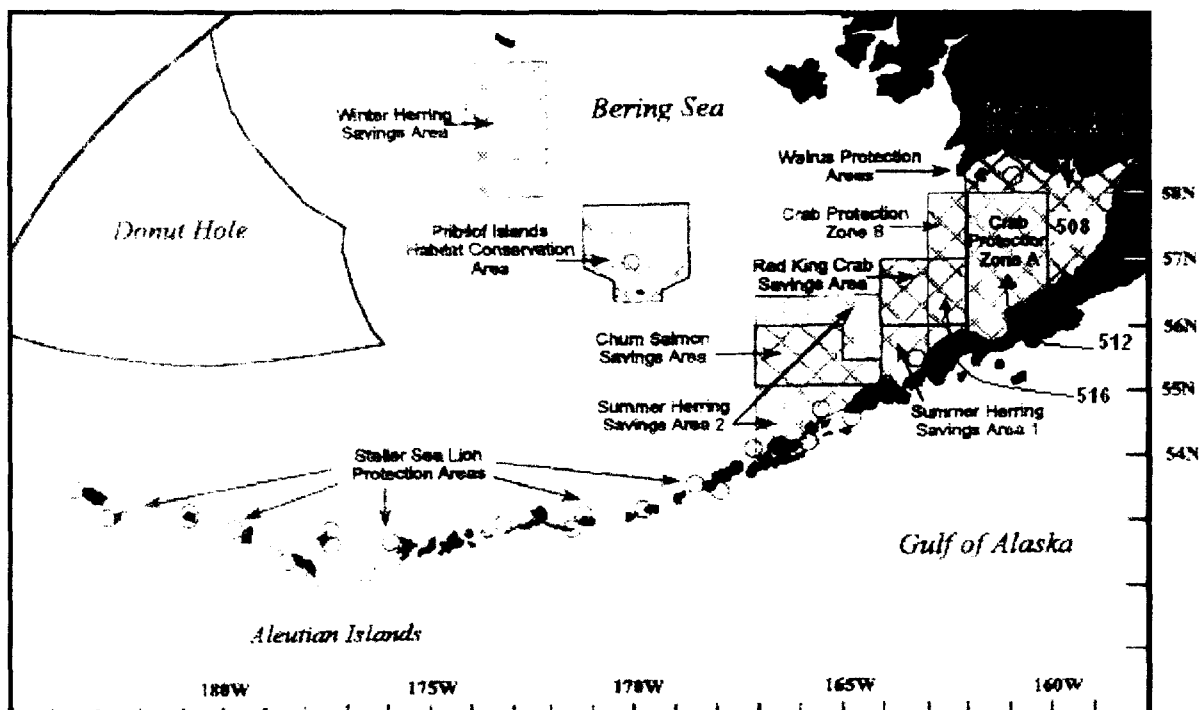 Bering Sea
Winter Herring
Savings Area
Walrus Protection
Areas
58N
Donut Hole
Pribilof Islands
Habitat Conservation
Area
Crab Protection
Zone B
Crab
Protection
Zone A
508
57N
Red King Crab
Savings Area
56N
Chum Salmon
Savings Area
512
516
55N
Summer Herring
Savings Area 2
Summer Herring
Savings Area 1
54N
Steller Sea Lion
Protection Areas
Gulf of Alaska
Aleutian Islands
180W
175W
170W
165W
160W